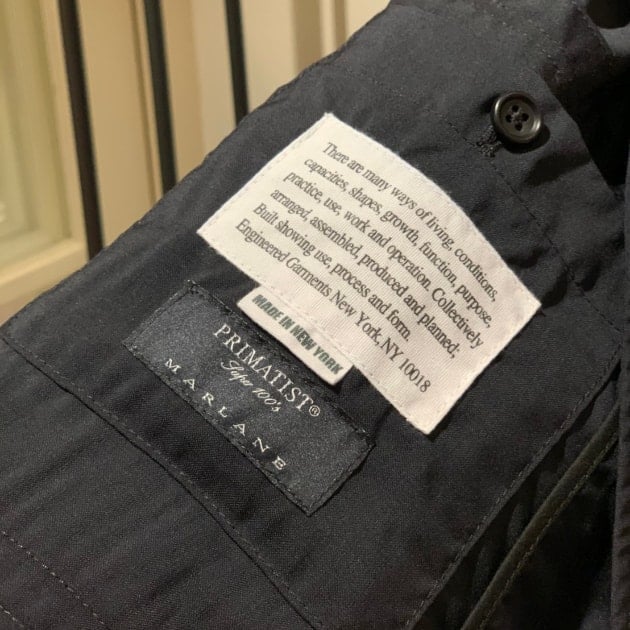 There are many ways of living, conditions,
capacities, shapes, growth, function, purpose,
practice, use, work and operation. Collectively
arranged, assembled, produced and planned;
Built showing use, process and form.
Engineered Garments New York, NY 10018
MADE IN NEW YORK
PRIMATIST®
Sofpe 100's
MARLANE